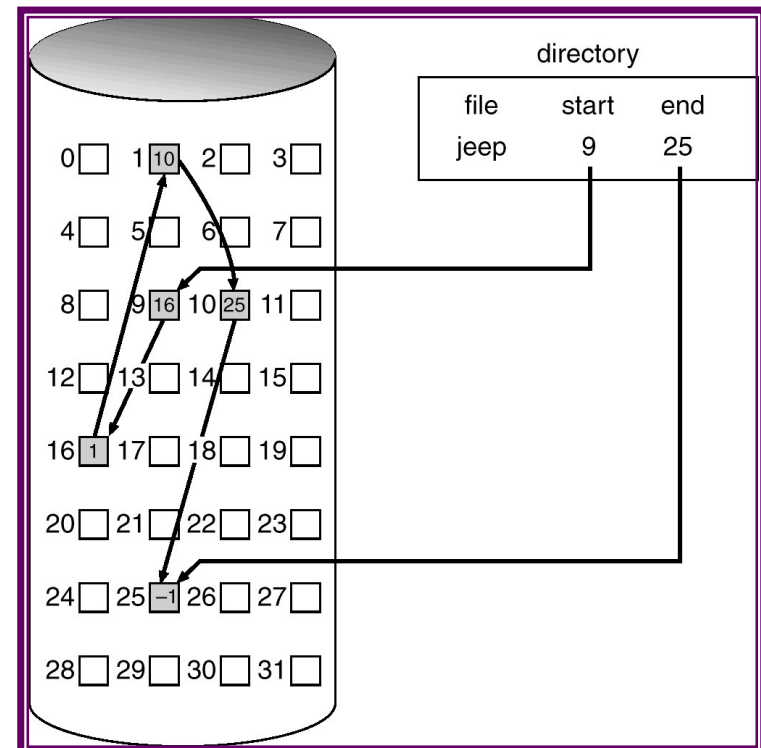 directory
file start end
jeep 9 25
0 1 10 2 3
4 5 6 7
8 9 16 10 25 11
12 13 14 15
16 1 17 18 19
20 21 22 23
24 25 –1 26 27
28 29 30 31